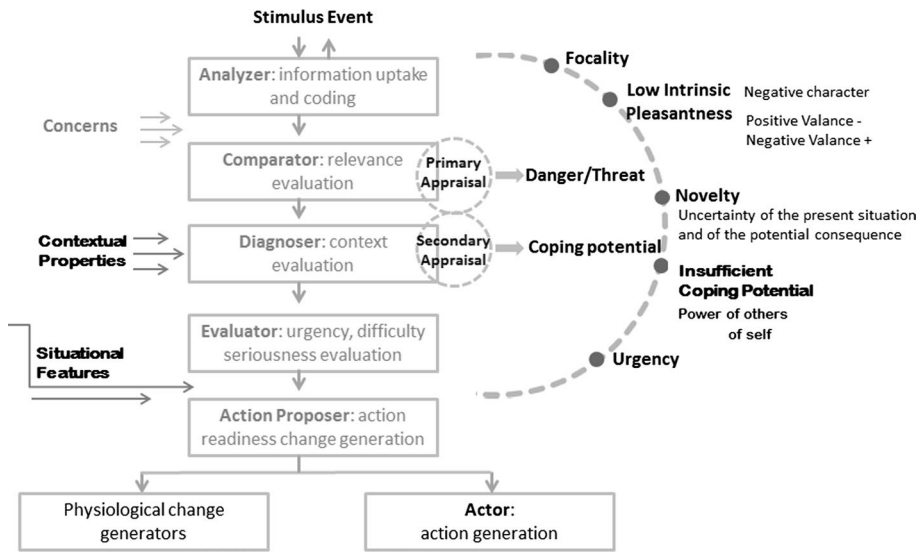 Stimulus Event
Analyzer: information uptake
and coding
Concerns
Comparator: relevance
evaluation
Primary
Appraisal
Danger/Threat
Contextual
Properties
Diagnoser: context
evaluation
Secondary
Appraisal
Coping potential
Evaluator: urgency, difficulty
seriousness evaluation
Situational
Features
Action Proposer: action
readiness change generation
Physiological change
generators
Actor:
action generation
Focality
Low Intrinsic
Pleasantness
Negative character
Positive Valance -
Negative Valance +
Novelty
Uncertainty of the present situation
and of the potential consequence
Insufficient
Coping Potential
Power of others
of self
Urgency